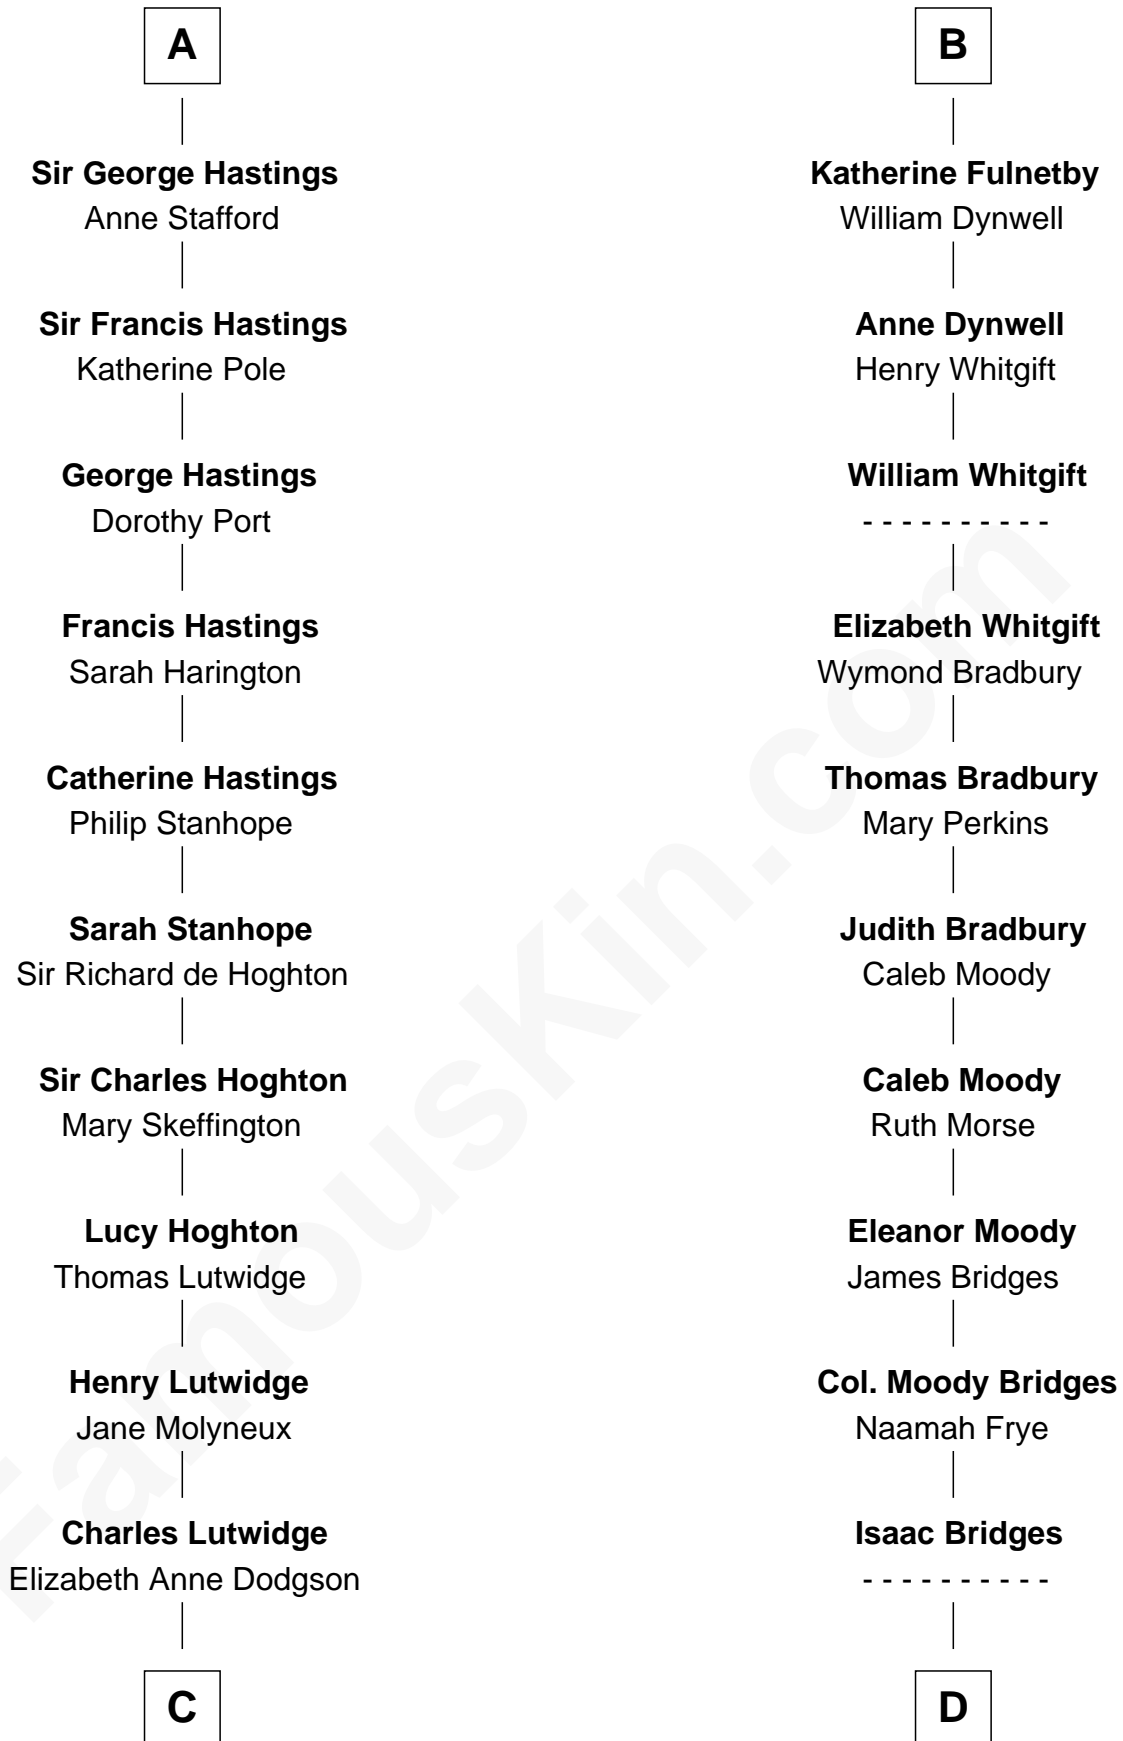 A
Sir George Hastings
Anne Stafford
Sir Francis Hastings
Katherine Pole
George Hastings
Dorothy Port
Francis Hastings
Sarah Harington
Catherine Hastings
Philip Stanhope
Sarah Stanhope
Sir Richard de Hoghton
Sir Charles Hoghton
Mary Skeffington
Lucy Hoghton
Thomas Lutwidge
Henry Lutwidge
Jane Molyneux
Charles Lutwidge
Elizabeth Anne Dodgson
C
B
Katherine Fulnetby
William Dynwell
Anne Dynwell
Henry Whitgift
William Whitgift
- - - - - - - - - -
Elizabeth Whitgift
Wymond Bradbury
Thomas Bradbury
Mary Perkins
Judith Bradbury
Caleb Moody
Caleb Moody
Ruth Morse
Eleanor Moody
James Bridges
Col. Moody Bridges
Naamah Frye
Isaac Bridges
- - - - - - - - - -
D
FamousKin.com